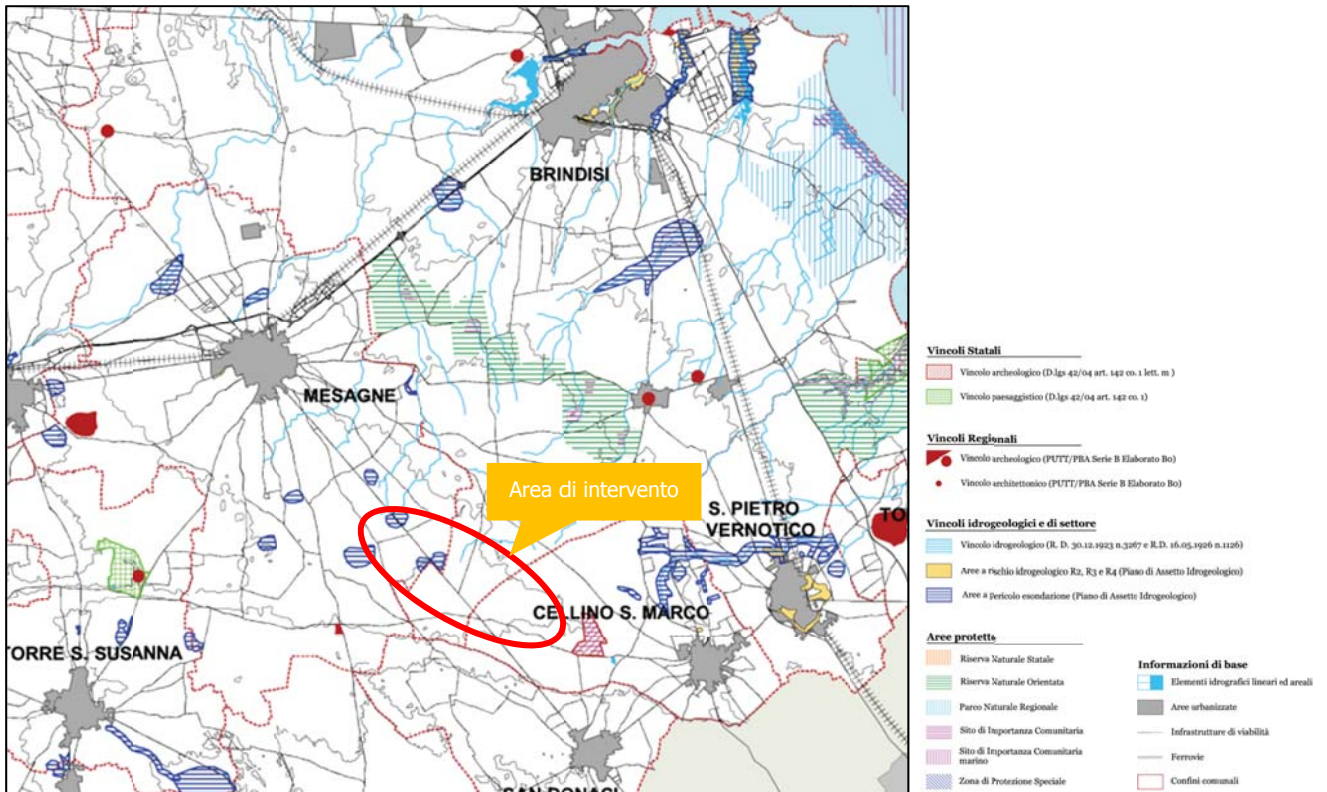 BRINDISI
MESAGNE
Area di intervento
S. PIETRO
VERNOTICO
TO
CELLINO S. MARCO
TORRE S. SUSANNA
SAN DONACI
Vincoli Statali
Vincolo archeologico (D.lgs 42/04 art. 142 co. 1 lett. m )
Vincolo paesaggistico (D.lgs 42/04 art. 142 co. 1)
Vincoli Regionali
Vincolo archeologico (PUTT/PBA Serie B Elaborato B0)
Vincolo architettonico (PUTT/PBA Serie B Elaborato B0)
Vincoli idrogeologici e di settore
Vincolo idrogeologico (R. D. 30.12.1923 n.3267 e R.D. 16.05.1926 n.1126)
Aree a rischio idrogeologico R2, R3 e R4 (Piano di Assetto Idrogeologico)
Aree a pericolo esondazione (Piano di Assetto Idrogeologico)
Aree protette
Riserva Naturale Statale
Riserva Naturale Orientata
Parco Naturale Regionale
Sito di Importanza Comunitaria
Sito di Importanza Comunitaria
marino
Zona di Protezione Speciale
Informazioni di base
Elementi idrografici lineari ed areali
Aree urbanizzate
Infrastrutture di viabilità
Ferrovie
Confini comunali